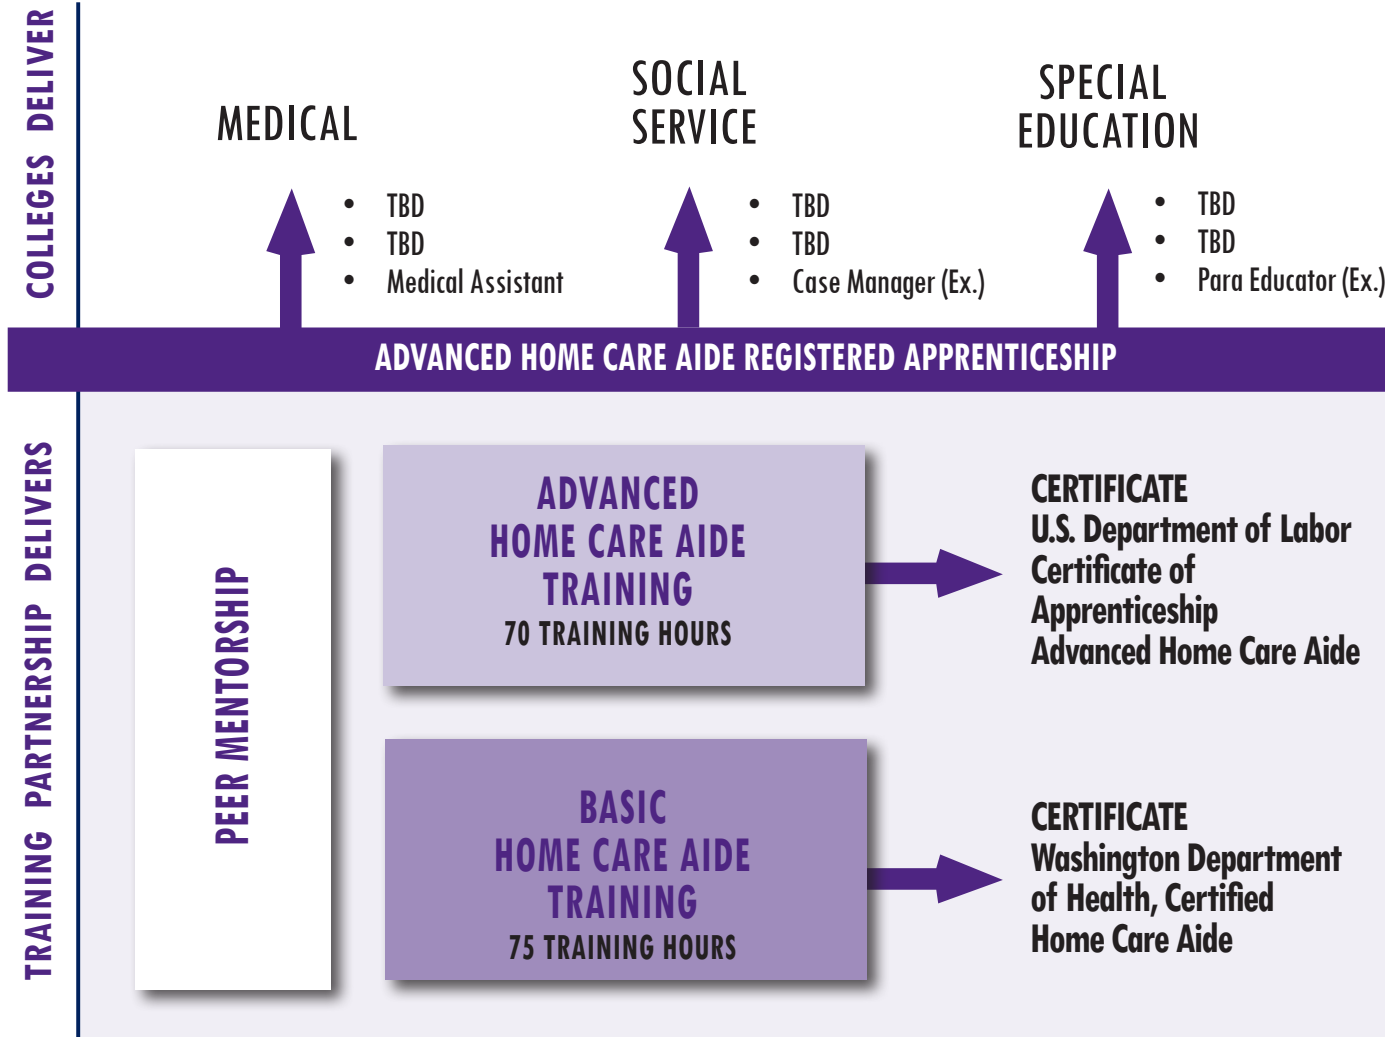 COLLEGES DELIVER
MEDICAL
• TBD
• TBD
• Medical Assistant
SOCIAL
SERVICE
• TBD
• TBD
• Case Manager (Ex.)
SPECIAL
EDUCATION
• TBD
• TBD
• Para Educator (Ex.)
ADVANCED HOME CARE AIDE REGISTERED APPRENTICESHIP
TRAINING PARTNERSHIP DELIVERS
PEER MENTORSHIP
ADVANCED
HOME CARE AIDE
TRAINING
70 TRAINING HOURS
CERTIFICATE
U.S. Department of Labor
Certificate of
Apprenticeship
Advanced Home Care Aide
BASIC
HOME CARE AIDE
TRAINING
75 TRAINING HOURS
CERTIFICATE
Washington Department
of Health, Certified
Home Care Aide